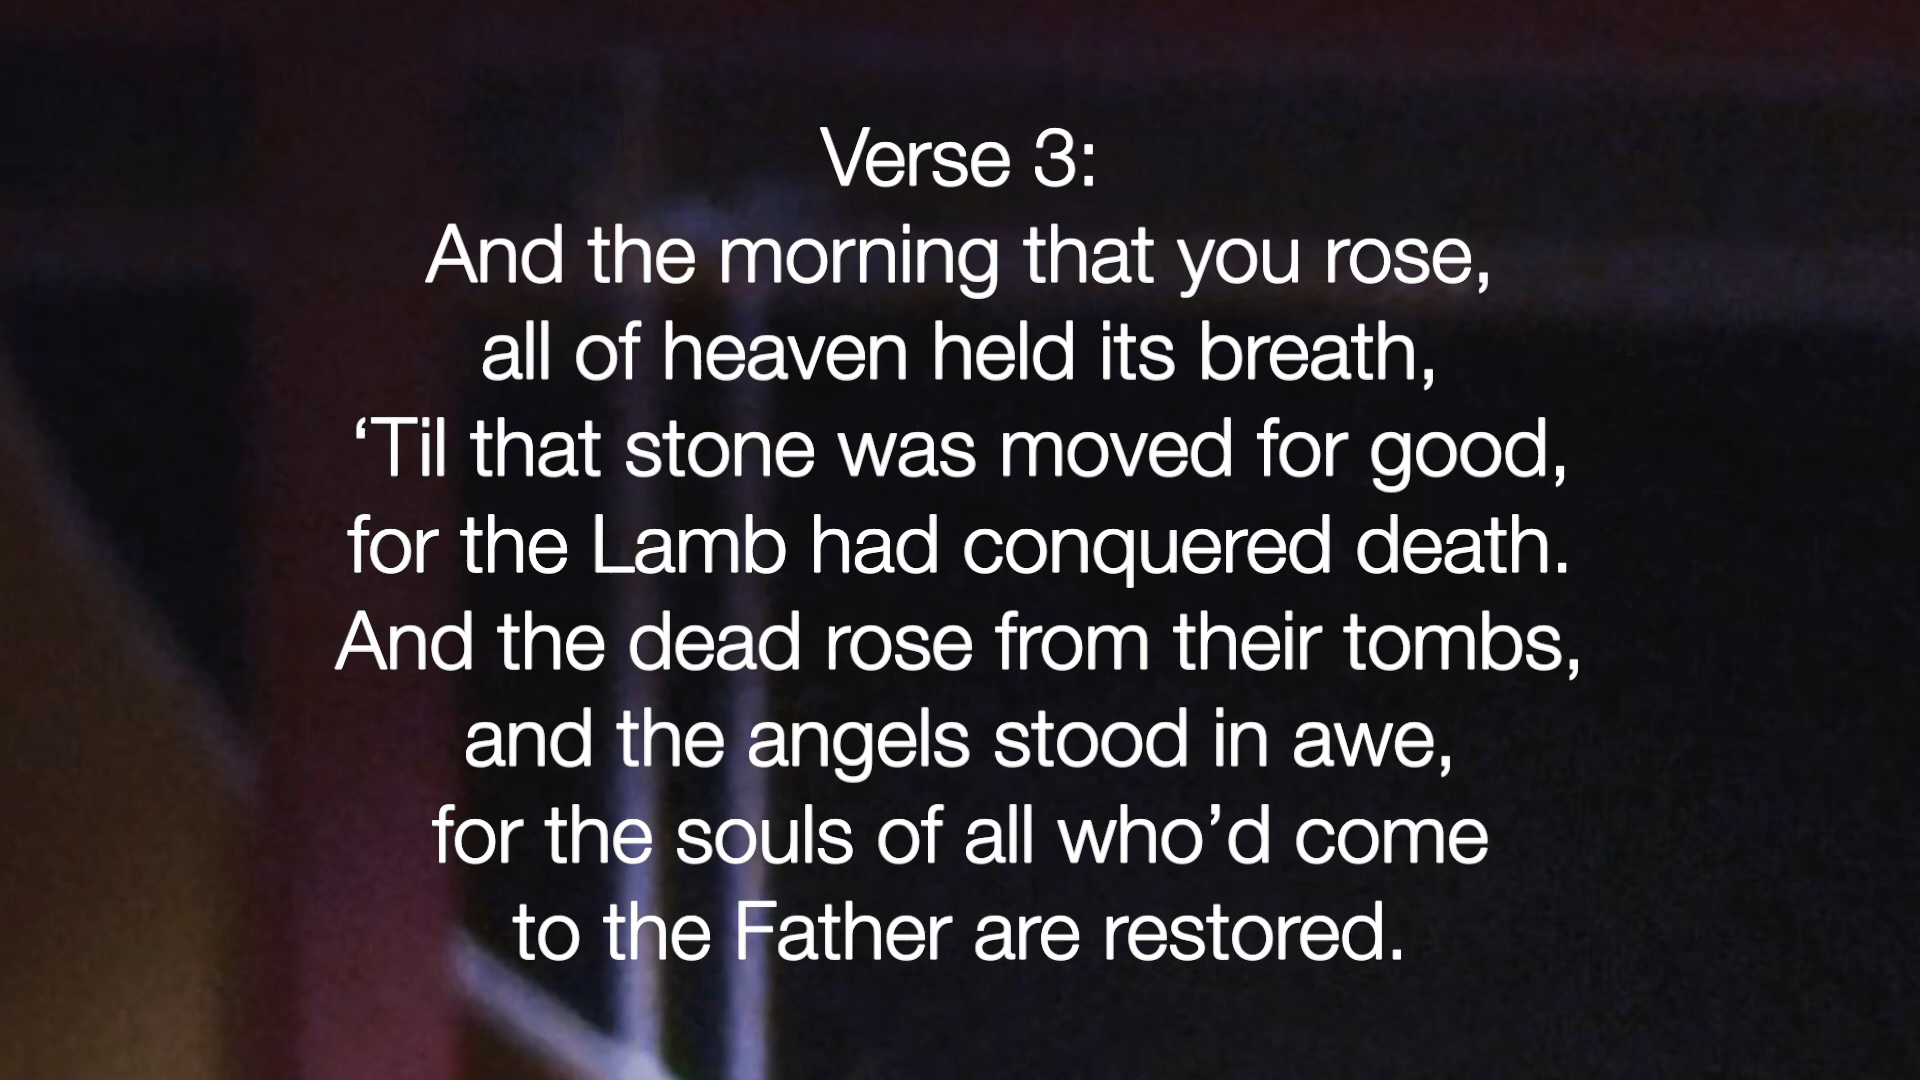 Verse 3:
And the morning that you rose,
all of heaven held its breath,
‘Til that stone was moved for good,
for the Lamb had conquered death.
And the dead rose from their tombs,
and the angels stood in awe,
for the souls of all who’d come
to the Father are restored.